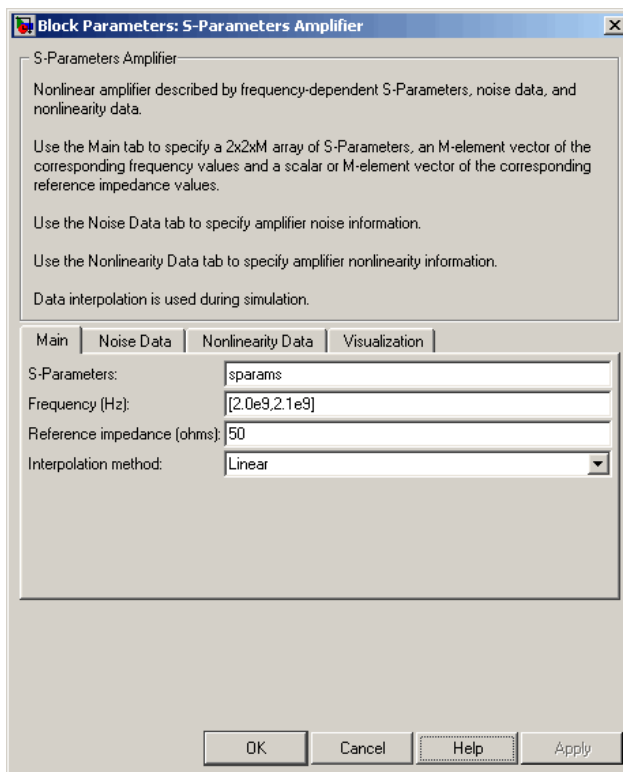 Block Parameters: S-Parameters Amplifier
S-Parameters Amplifier
Nonlinear amplifier described by frequency-dependent S-Parameters, noise data, and
nonlinearity data.
Use the Main tab to specify a 2x2xM array of S-Parameters, an M-element vector of the
corresponding frequency values and a scalar or M-element vector of the corresponding
reference impedance values.
Use the Noise Data tab to specify amplifier noise information.
Use the Nonlinearity Data tab to specify amplifier nonlinearity information.
Data interpolation is used during simulation.
Main Noise Data Nonlinearity Data Visualization
S-Parameters: sparams
Frequency (Hz): [2.0e9,2.1e9]
Reference impedance (ohms): 50
Interpolation method: Linear
OK Cancel Help Apply